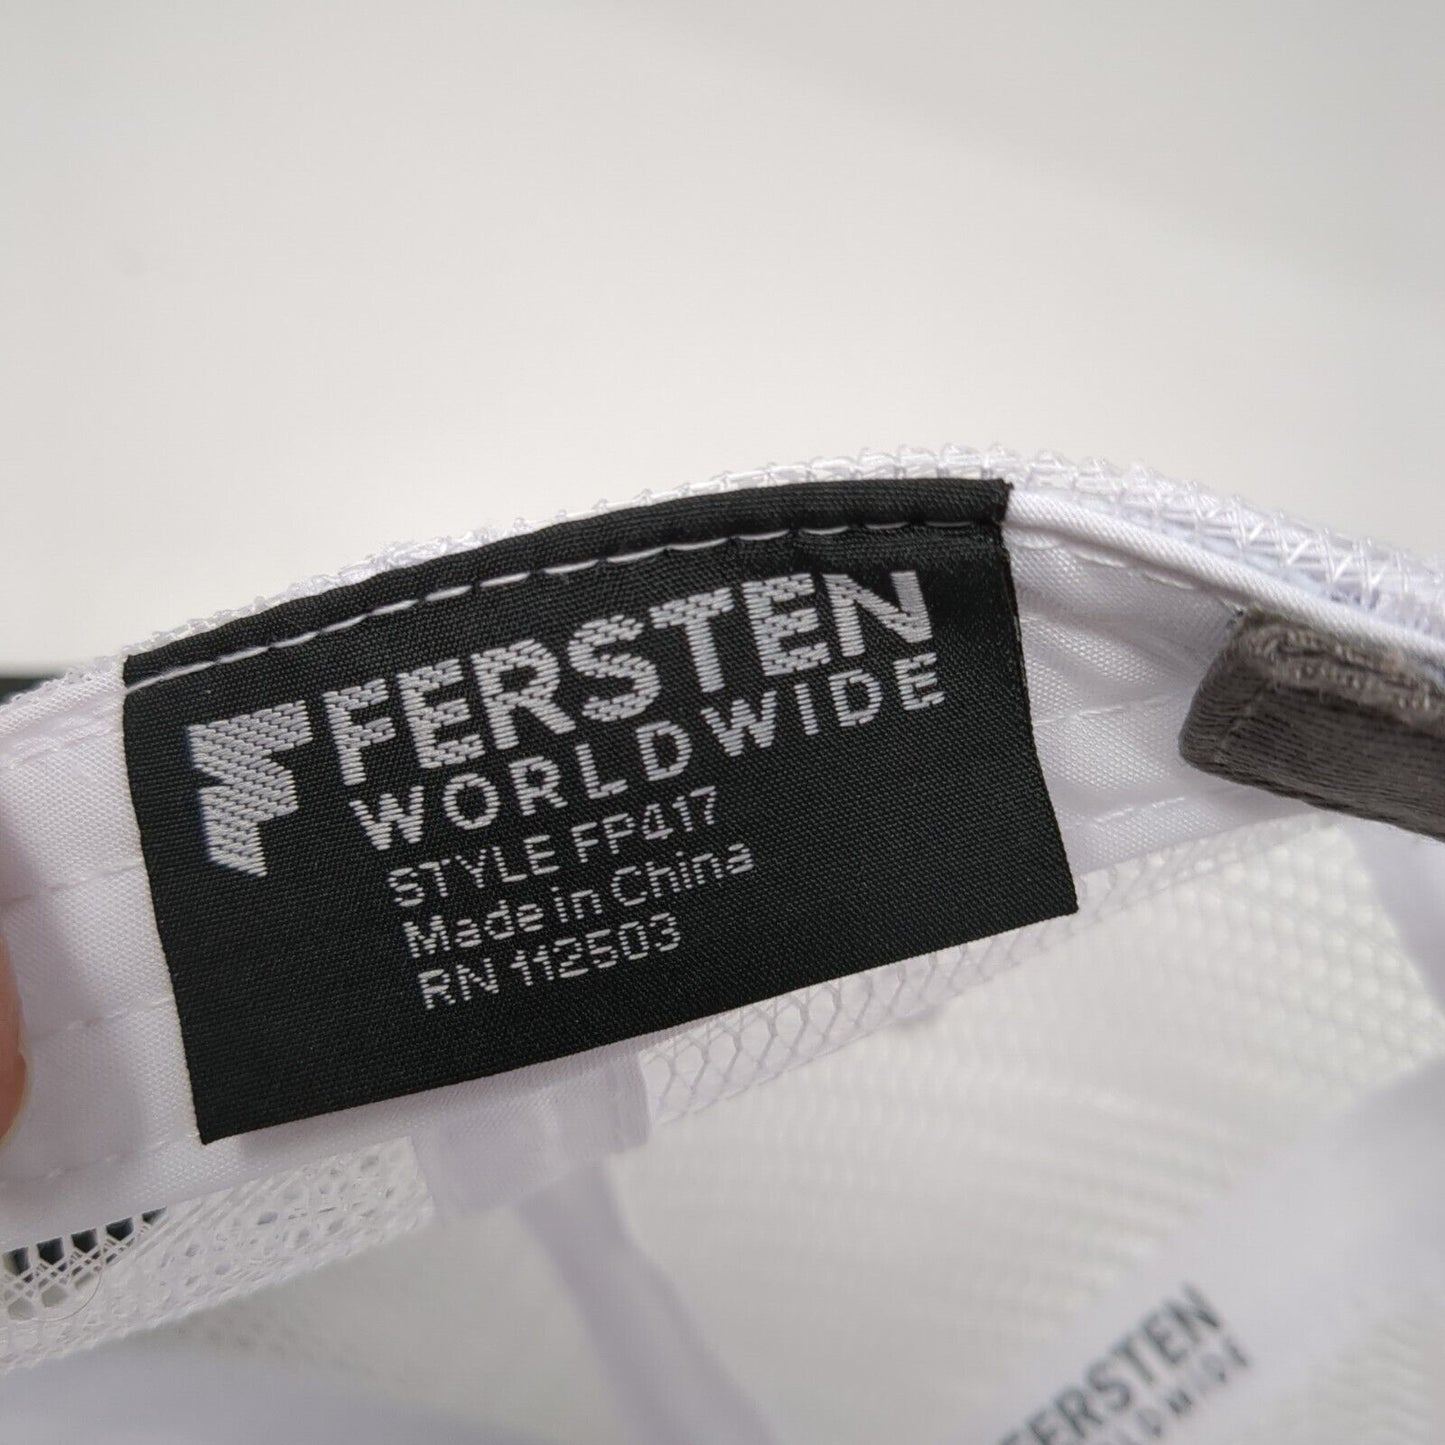 FERSTEN
WORLDWIDE
STYLE FP417
Made in China
RN 112503
FERSTEN